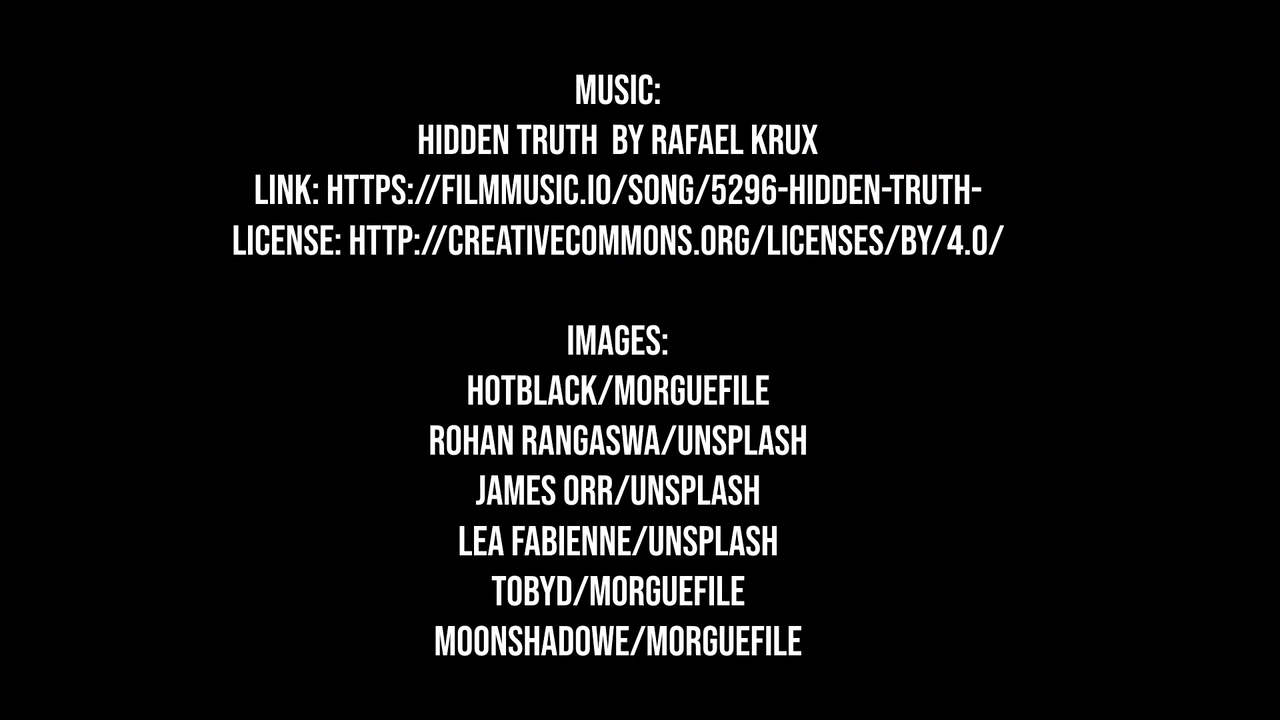 MUSIC:
HIDDEN TRUTH  BY RAFAEL KRUX
LINK: HTTPS://FILMMUSIC.IO/SONG/5296-HIDDEN-TRUTH-
LICENSE: HTTP://CREATIVECOMMONS.ORG/LICENSES/BY/4.0/
IMAGES:
HOTBLACK/MORGUEFILE
ROHAN RANGASWA/UNSPLASH
JAMES ORR/UNSPLASH
LEA FABIENNE/UNSPLASH
TOBYD/MORGUEFILE
MOONSHADOWE/MORGUEFILE